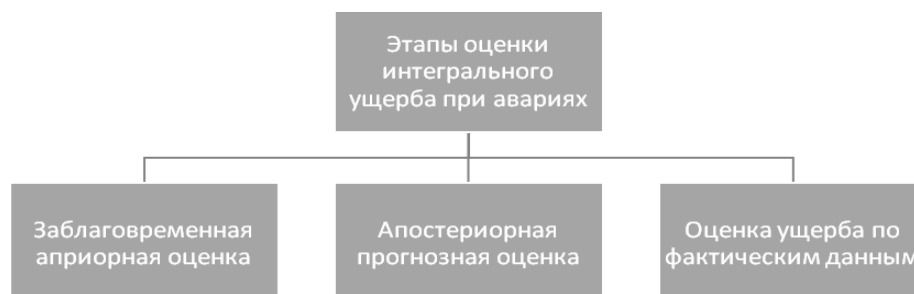 Этапы оценки
интегрального
ущерба при авариях
Заблаговременная
априорная оценка
Апостериорная
прогнозная оценка
Оценка ущерба по
фактическим данным